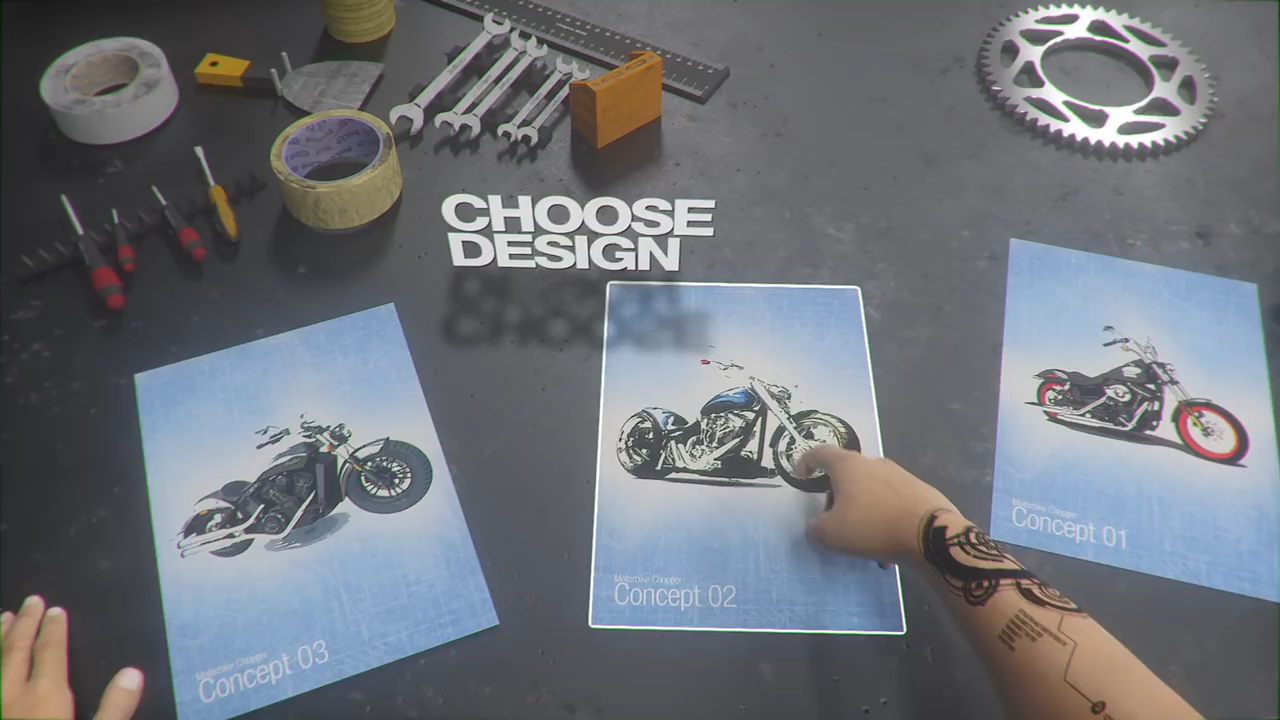 CHOOSE
DESIGN
Motorbike Chopper
Concept 03
Motorbike Chopper
Concept 02
Motorbike Chopper
Concept 01